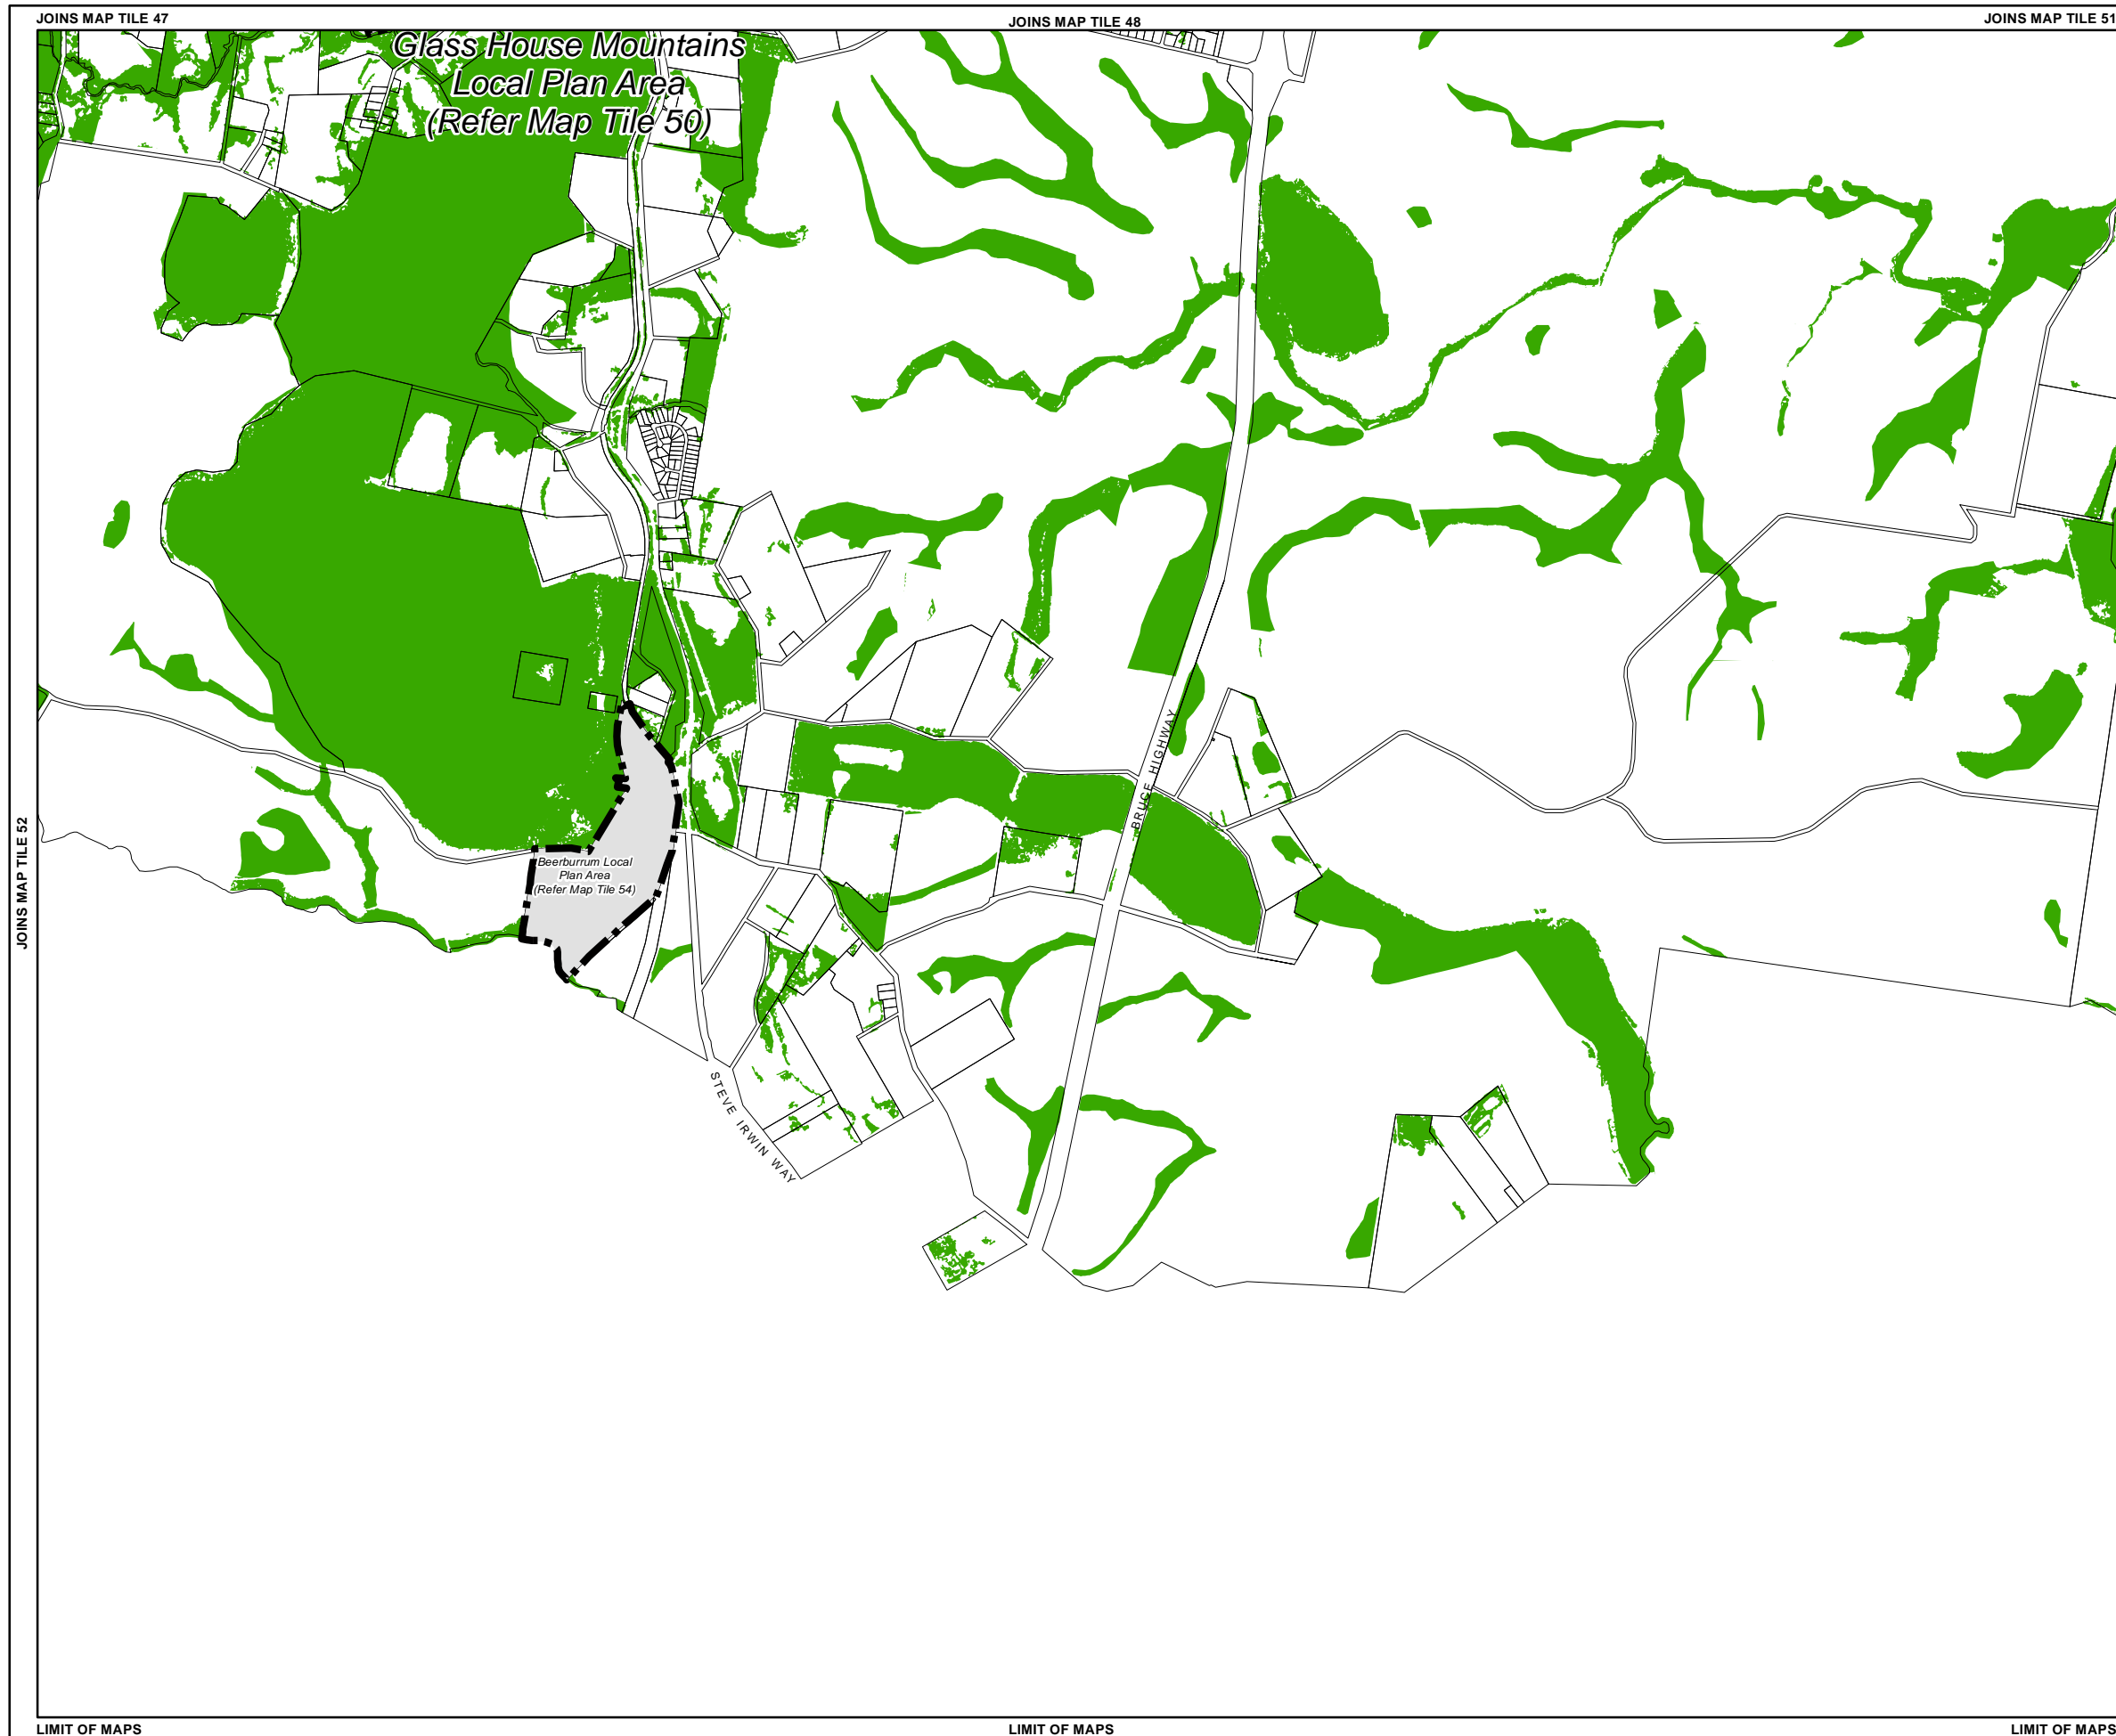 JOINS MAP TILE 47
JOINS MAP TILE 48
JOINS MAP TILE 51
Glass House Mountains
Local Plan Area
(Refer Map Tile 50)
BRUCE HIGHWAY
JOINS MAP TILE 52
Beerburrum Local
Plan Area
(Refer Map Tile 54)
STEVE IRWIN WAY
LIMIT OF MAPS
LIMIT OF MAPS
LIMIT OF MAPS